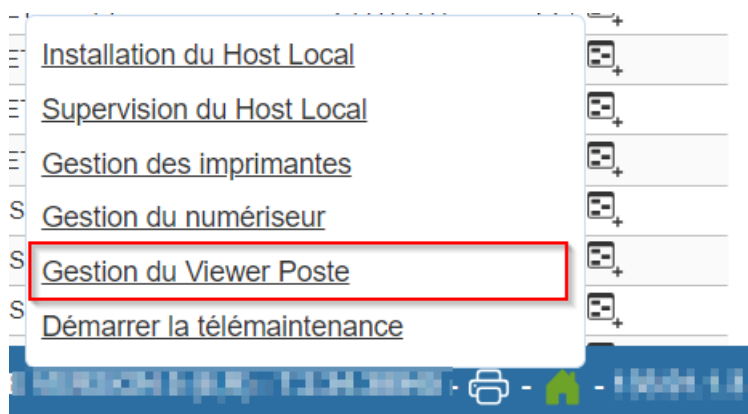 Installation du Host Local
Supervision du Host Local
Gestion des imprimantes
Gestion du numériseur
Gestion du Viewer Poste
Démarrer la télémaintenance